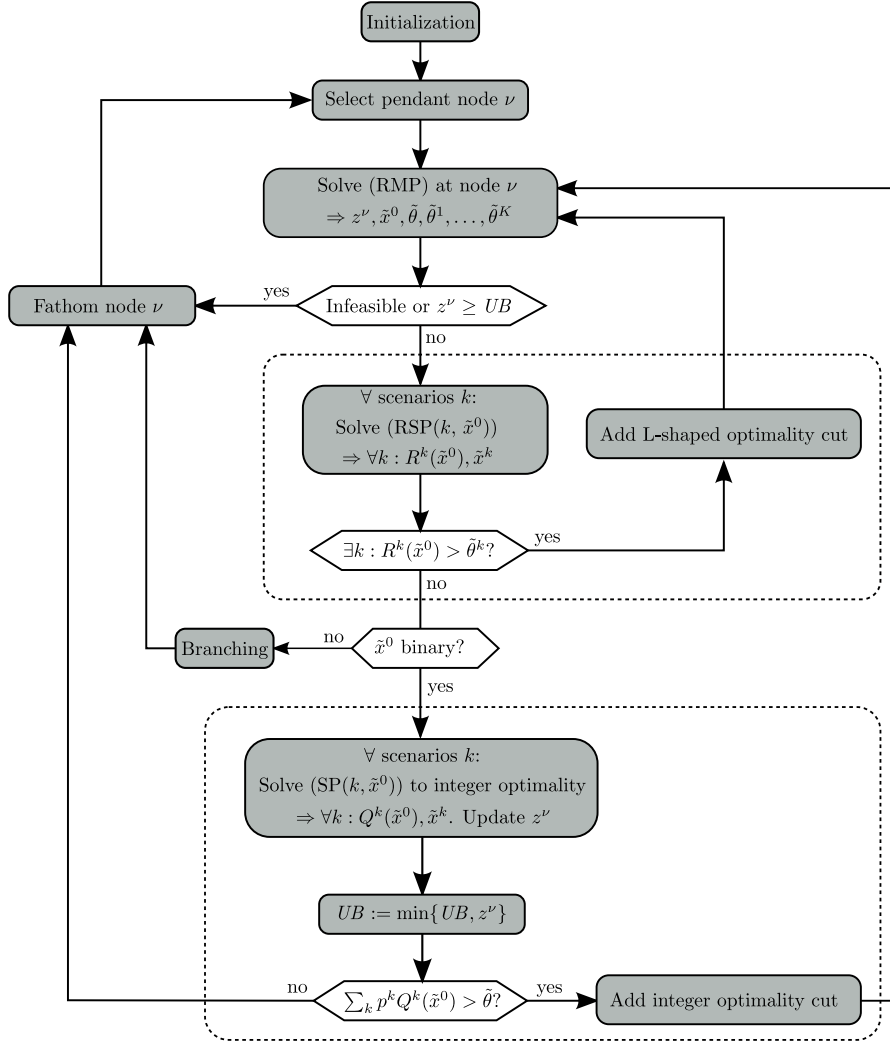 Initialization
Select pendant node ν
Solve (RMP) at node ν
⇒ z^ν, x̃^0, θ̃, θ̃^1, …, θ̃^K
Fathom node ν
yes
Infeasible or z^ν ≥ UB
no
∀ scenarios k:
Solve (RSP(k, x̃^0))
⇒ ∀k : R^k(x̃^0), x̃^k
Add L-shaped optimality cut
∃k : R^k(x̃^0) > θ̃^k?
yes
no
Branching
no
x̃^0 binary?
yes
∀ scenarios k:
Solve (SP(k, x̃^0)) to integer optimality
⇒ ∀k : Q^k(x̃^0), x̃^k. Update z^ν
UB := min{UB, z^ν}
no
∑_k p^k Q^k(x̃^0) > θ̃?
yes
Add integer optimality cut